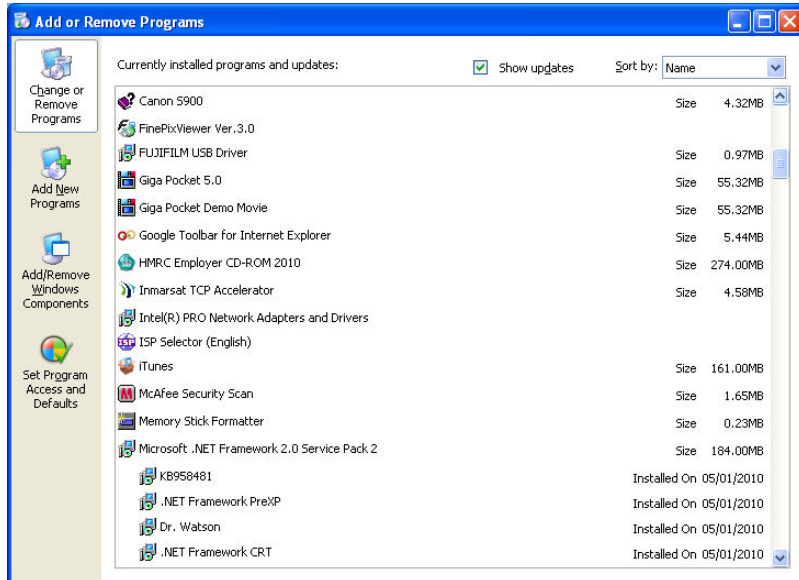 Add or Remove Programs
Change or
Remove
Programs
Add New
Programs
Add/Remove
Windows
Components
Set Program
Access and
Defaults
Currently installed programs and updates: Show updates Sort by: Name
Canon S900 Size 4.32MB
FinePixViewer Ver.3.0
FUJIFILM USB Driver Size 0.97MB
Giga Pocket 5.0 Size 55.32MB
Giga Pocket Demo Movie Size 55.32MB
Google Toolbar for Internet Explorer Size 5.44MB
HMRC Employer CD-ROM 2010 Size 274.00MB
Inmarsat TCP Accelerator Size 4.58MB
Intel(R) PRO Network Adapters and Drivers
ISP Selector (English)
iTunes Size 161.00MB
McAfee Security Scan Size 1.65MB
Memory Stick Formatter Size 0.23MB
Microsoft .NET Framework 2.0 Service Pack 2 Size 184.00MB
KB958481 Installed On 05/01/2010
.NET Framework PreXP Installed On 05/01/2010
Dr. Watson Installed On 05/01/2010
.NET Framework CRT Installed On 05/01/2010